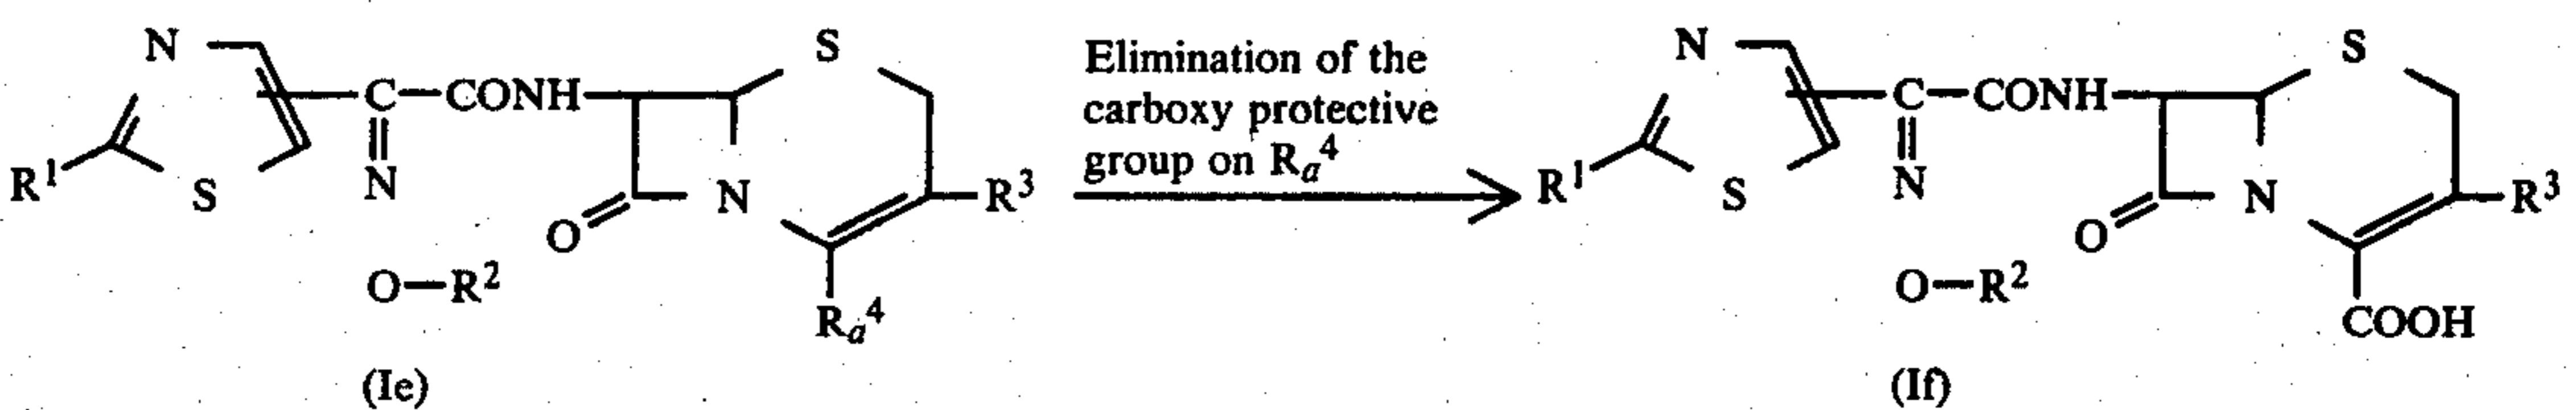 N
S
R¹
C—CONH
N
O—R²
S
N
O
R³
Rₐ⁴
(Ie)
Elimination of the
carboxy protective
group on Rₐ⁴
N
S
R¹
C—CONH
N
O—R²
S
N
O
R³
COOH
(If)